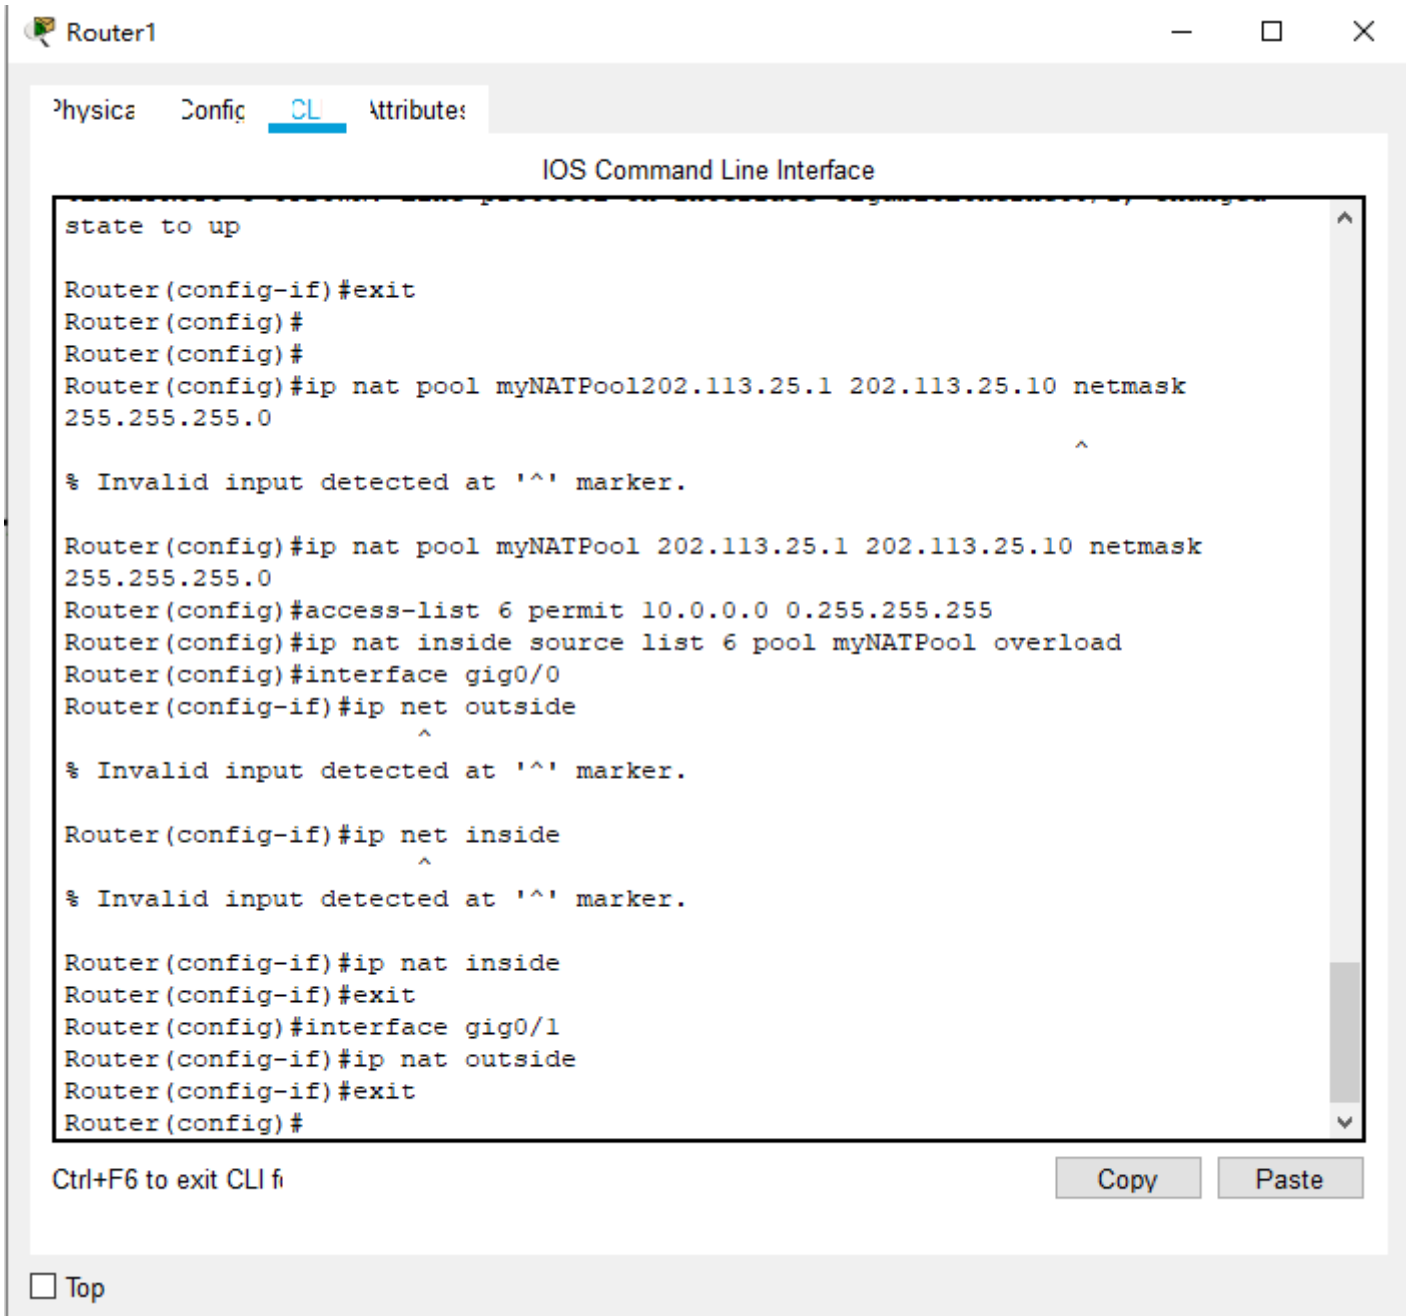 Router1
Config CLI
IOS Command Line Interface
state to up
Router(config-if)#exit
Router(config)#
Router(config)#
Router(config)#ip nat pool myNATPool202.113.25.1 202.113.25.10 netmask
255.255.255.0
^
% Invalid input detected at '^' marker.
Router(config)#ip nat pool myNATPool 202.113.25.1 202.113.25.10 netmask
255.255.255.0
Router(config)#access-list 6 permit 10.0.0.0 0.255.255.255
Router(config)#ip nat inside source list 6 pool myNATPool overload
Router(config)#interface gig0/0
Router(config-if)#ip net outside
^
% Invalid input detected at '^' marker.
Router(config-if)#ip net inside
^
% Invalid input detected at '^' marker.
Router(config-if)#ip nat inside
Router(config-if)#exit
Router(config)#interface gig0/1
Router(config-if)#ip nat outside
Router(config-if)#exit
Router(config)#
Ctrl+F6 to exit CLI
Copy Paste
Top